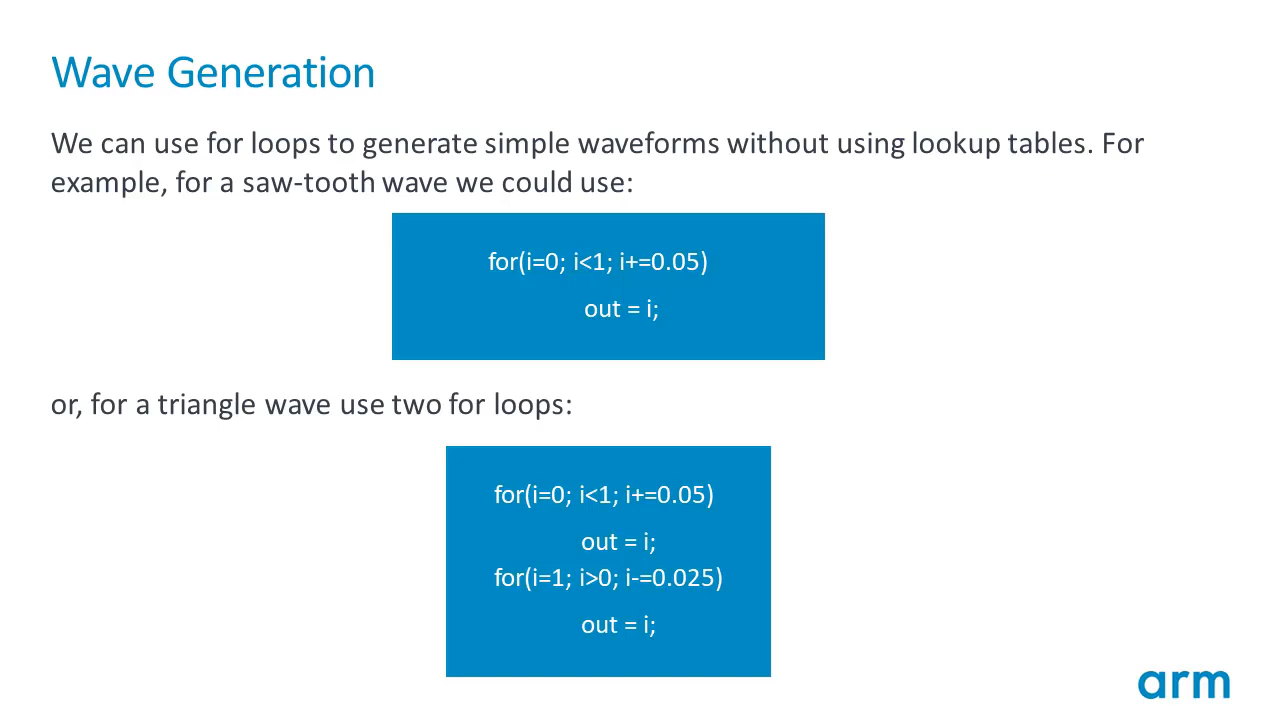 Wave Generation
We can use for loops to generate simple waveforms without using lookup tables. For
example, for a saw-tooth wave we could use:
for(i=0; i<1; i+=0.05)
out = i;
or, for a triangle wave use two for loops:
for(i=0; i<1; i+=0.05)
out = i;
for(i=1; i>0; i-=0.025)
out = i;
arm